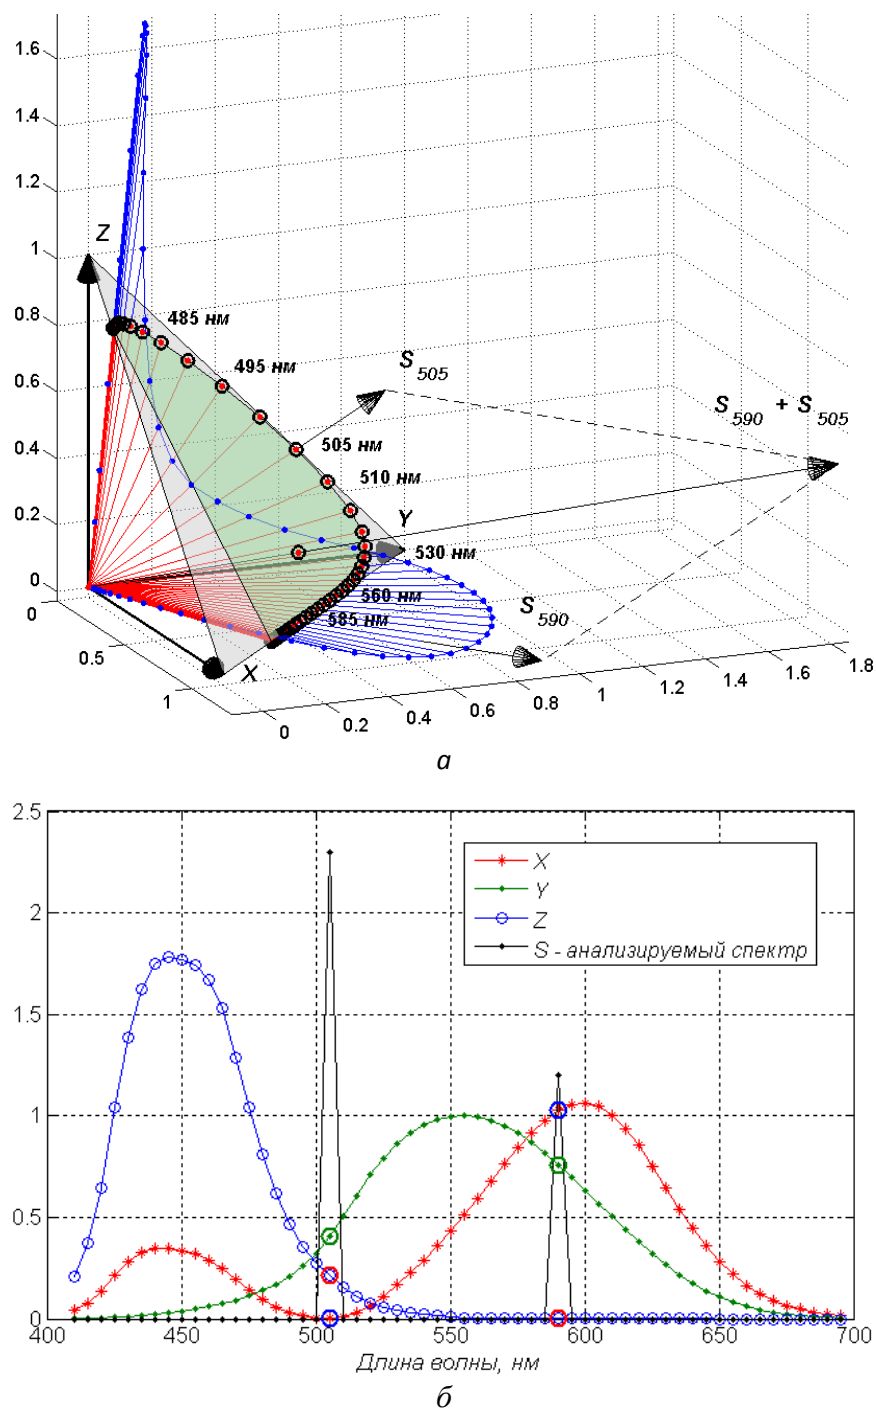 1.6
1.4
1.2
1
Z
0.8
485 нм
0.6
495 нм
S 505
S 590 + S 505
0.4
505 нм
510 нм
0.2
Y
530 нм
0
0
560 нм
S 590
585 нм
0.5
X
1
0 0.2 0.4 0.6 0.8 1 1.2 1.4 1.6 1.8
а
2.5
X
Y
2
Z
S - анализируемый спектр
1.5
1
0.5
0
400 450 500 550 590 600 650 700
Длина волны, нм
б